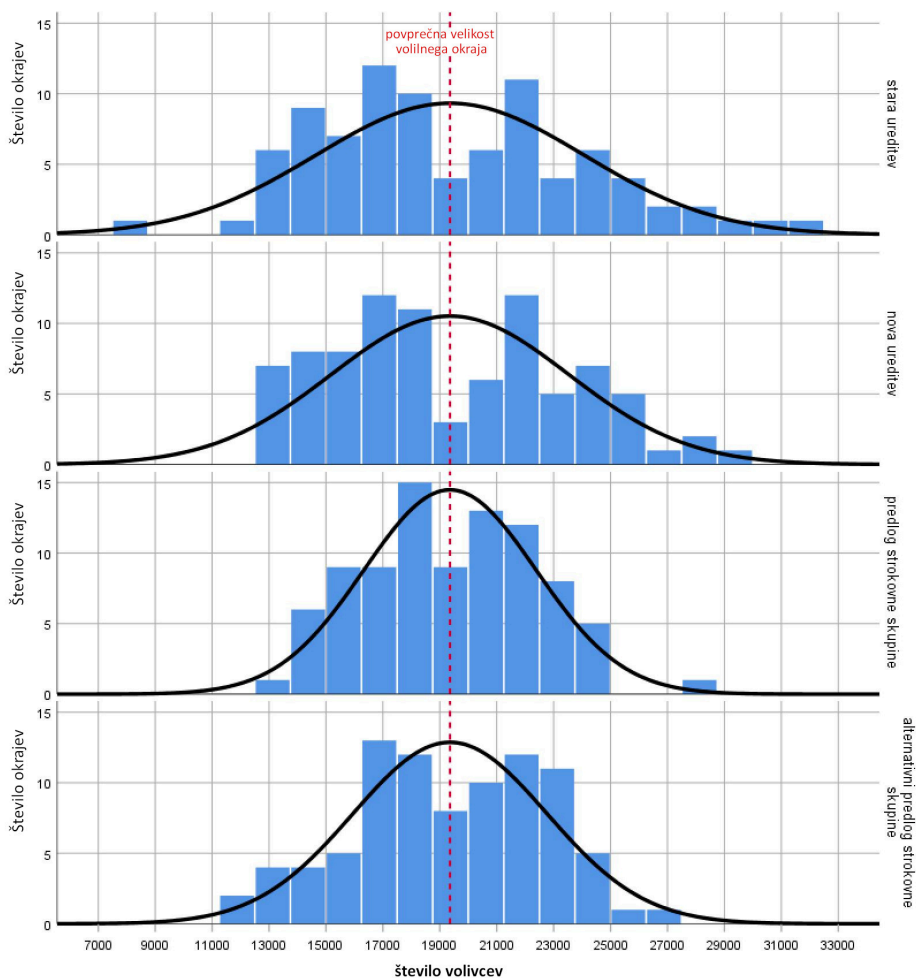 15
10
5
0
Število okrajev
povprečna velikost
volilnega okraja
stara ureditev
15
10
5
0
Število okrajev
nova ureditev
15
10
5
0
Število okrajev
predlog strokovne skupine
15
10
5
0
Število okrajev
alternativni predlog strokovne
skupine
7000 9000 11000 13000 15000 17000 19000 21000 23000 25000 27000 29000 31000 33000
število volivcev